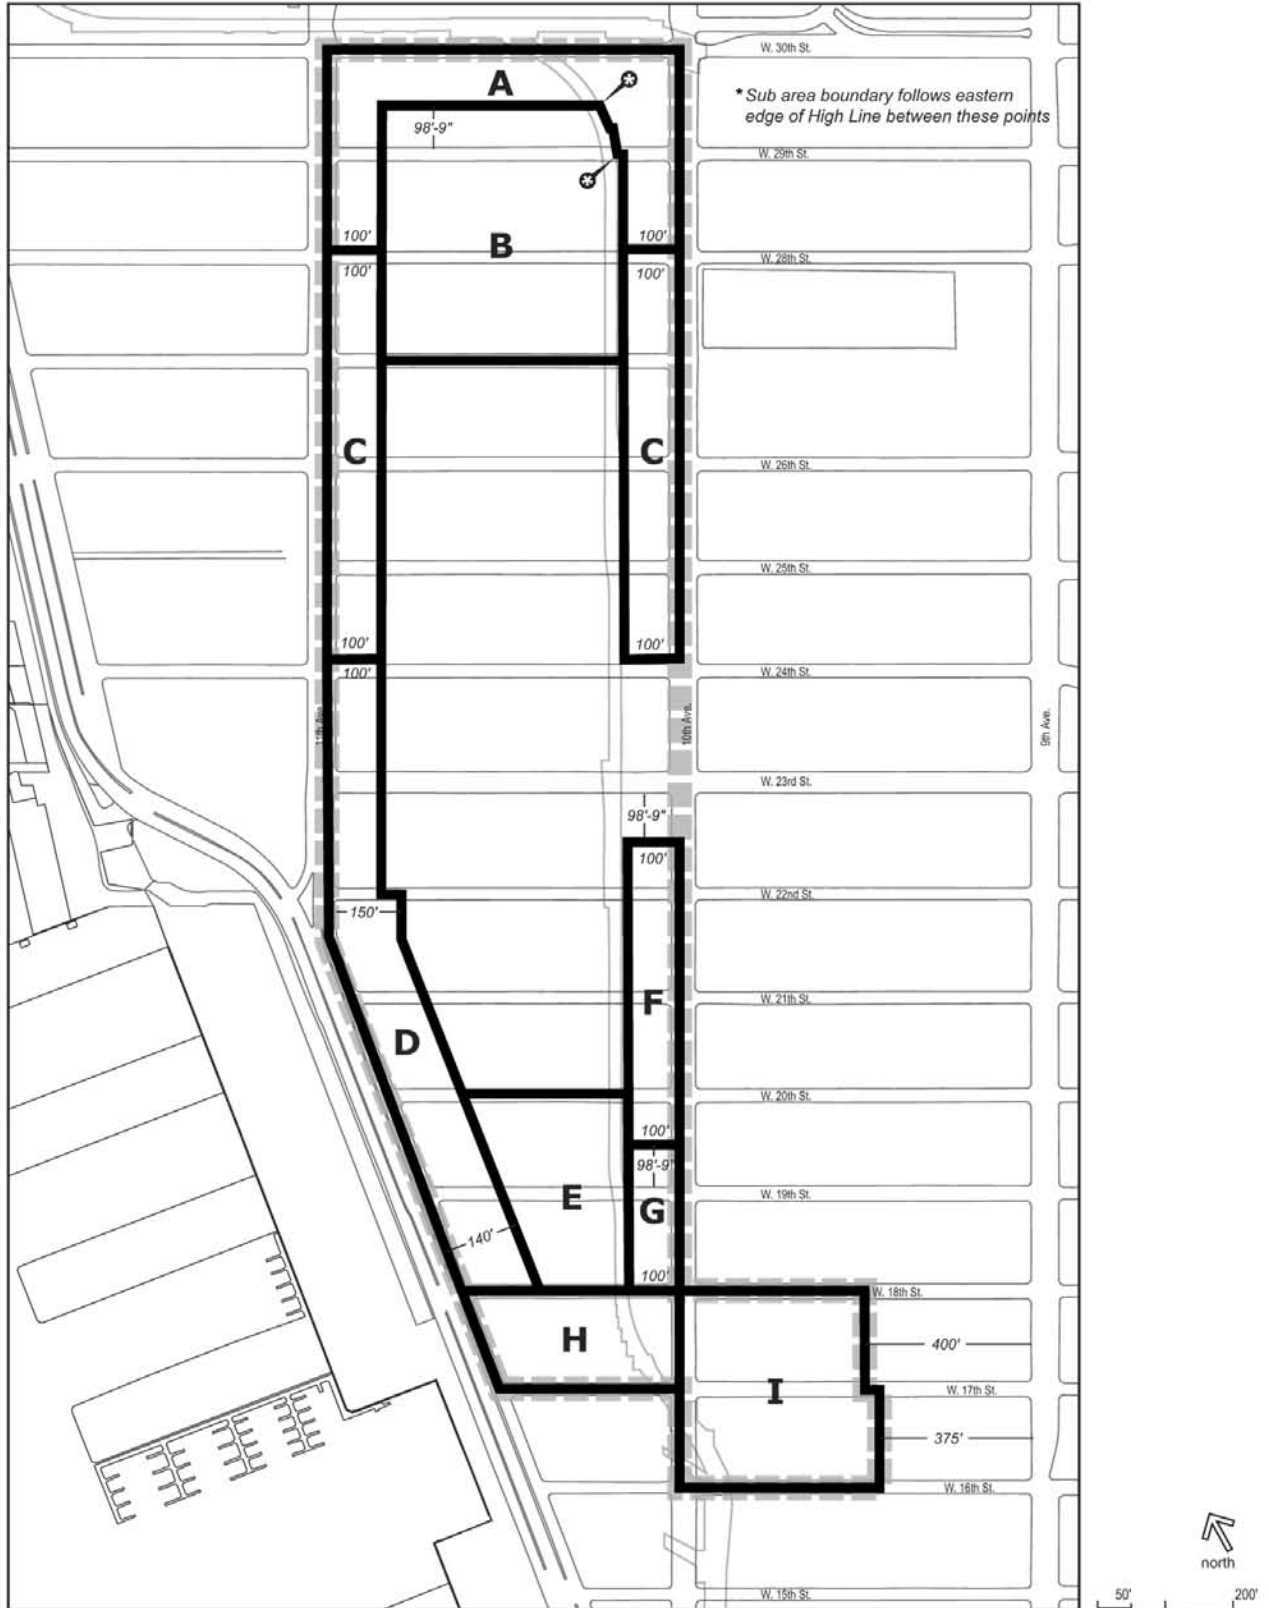 W. 30th St.
A
* Sub area boundary follows eastern
edge of High Line between these points
98'-9"
W. 29th St.
100'
100'
B
W. 28th St.
100'
100'
C
C
W. 26th St.
W. 25th St.
100'
100'
W. 24th St.
100'
11th Ave.
10th Ave.
9th Ave.
W. 23rd St.
98'-9"
100'
W. 22nd St.
150'
W. 21st St.
F
D
W. 20th St.
100'
98'-9"
W. 19th St.
E
G
140'
100'
W. 18th St.
H
400'
W. 17th St.
I
375'
W. 16th St.
north
W. 15th St.
50'
200'